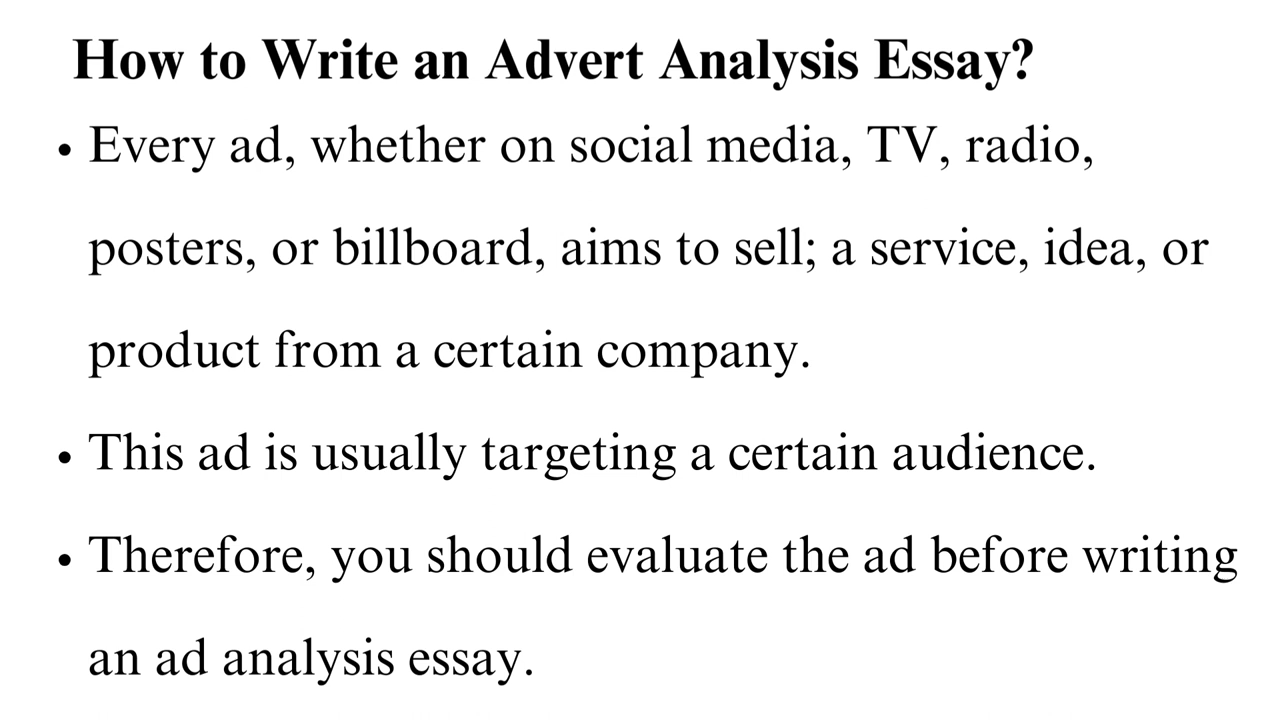 How to Write an Advert Analysis Essay?
• Every ad, whether on social media, TV, radio,
posters, or billboard, aims to sell; a service, idea, or
product from a certain company.
• This ad is usually targeting a certain audience.
• Therefore, you should evaluate the ad before writing
an ad analysis essay.